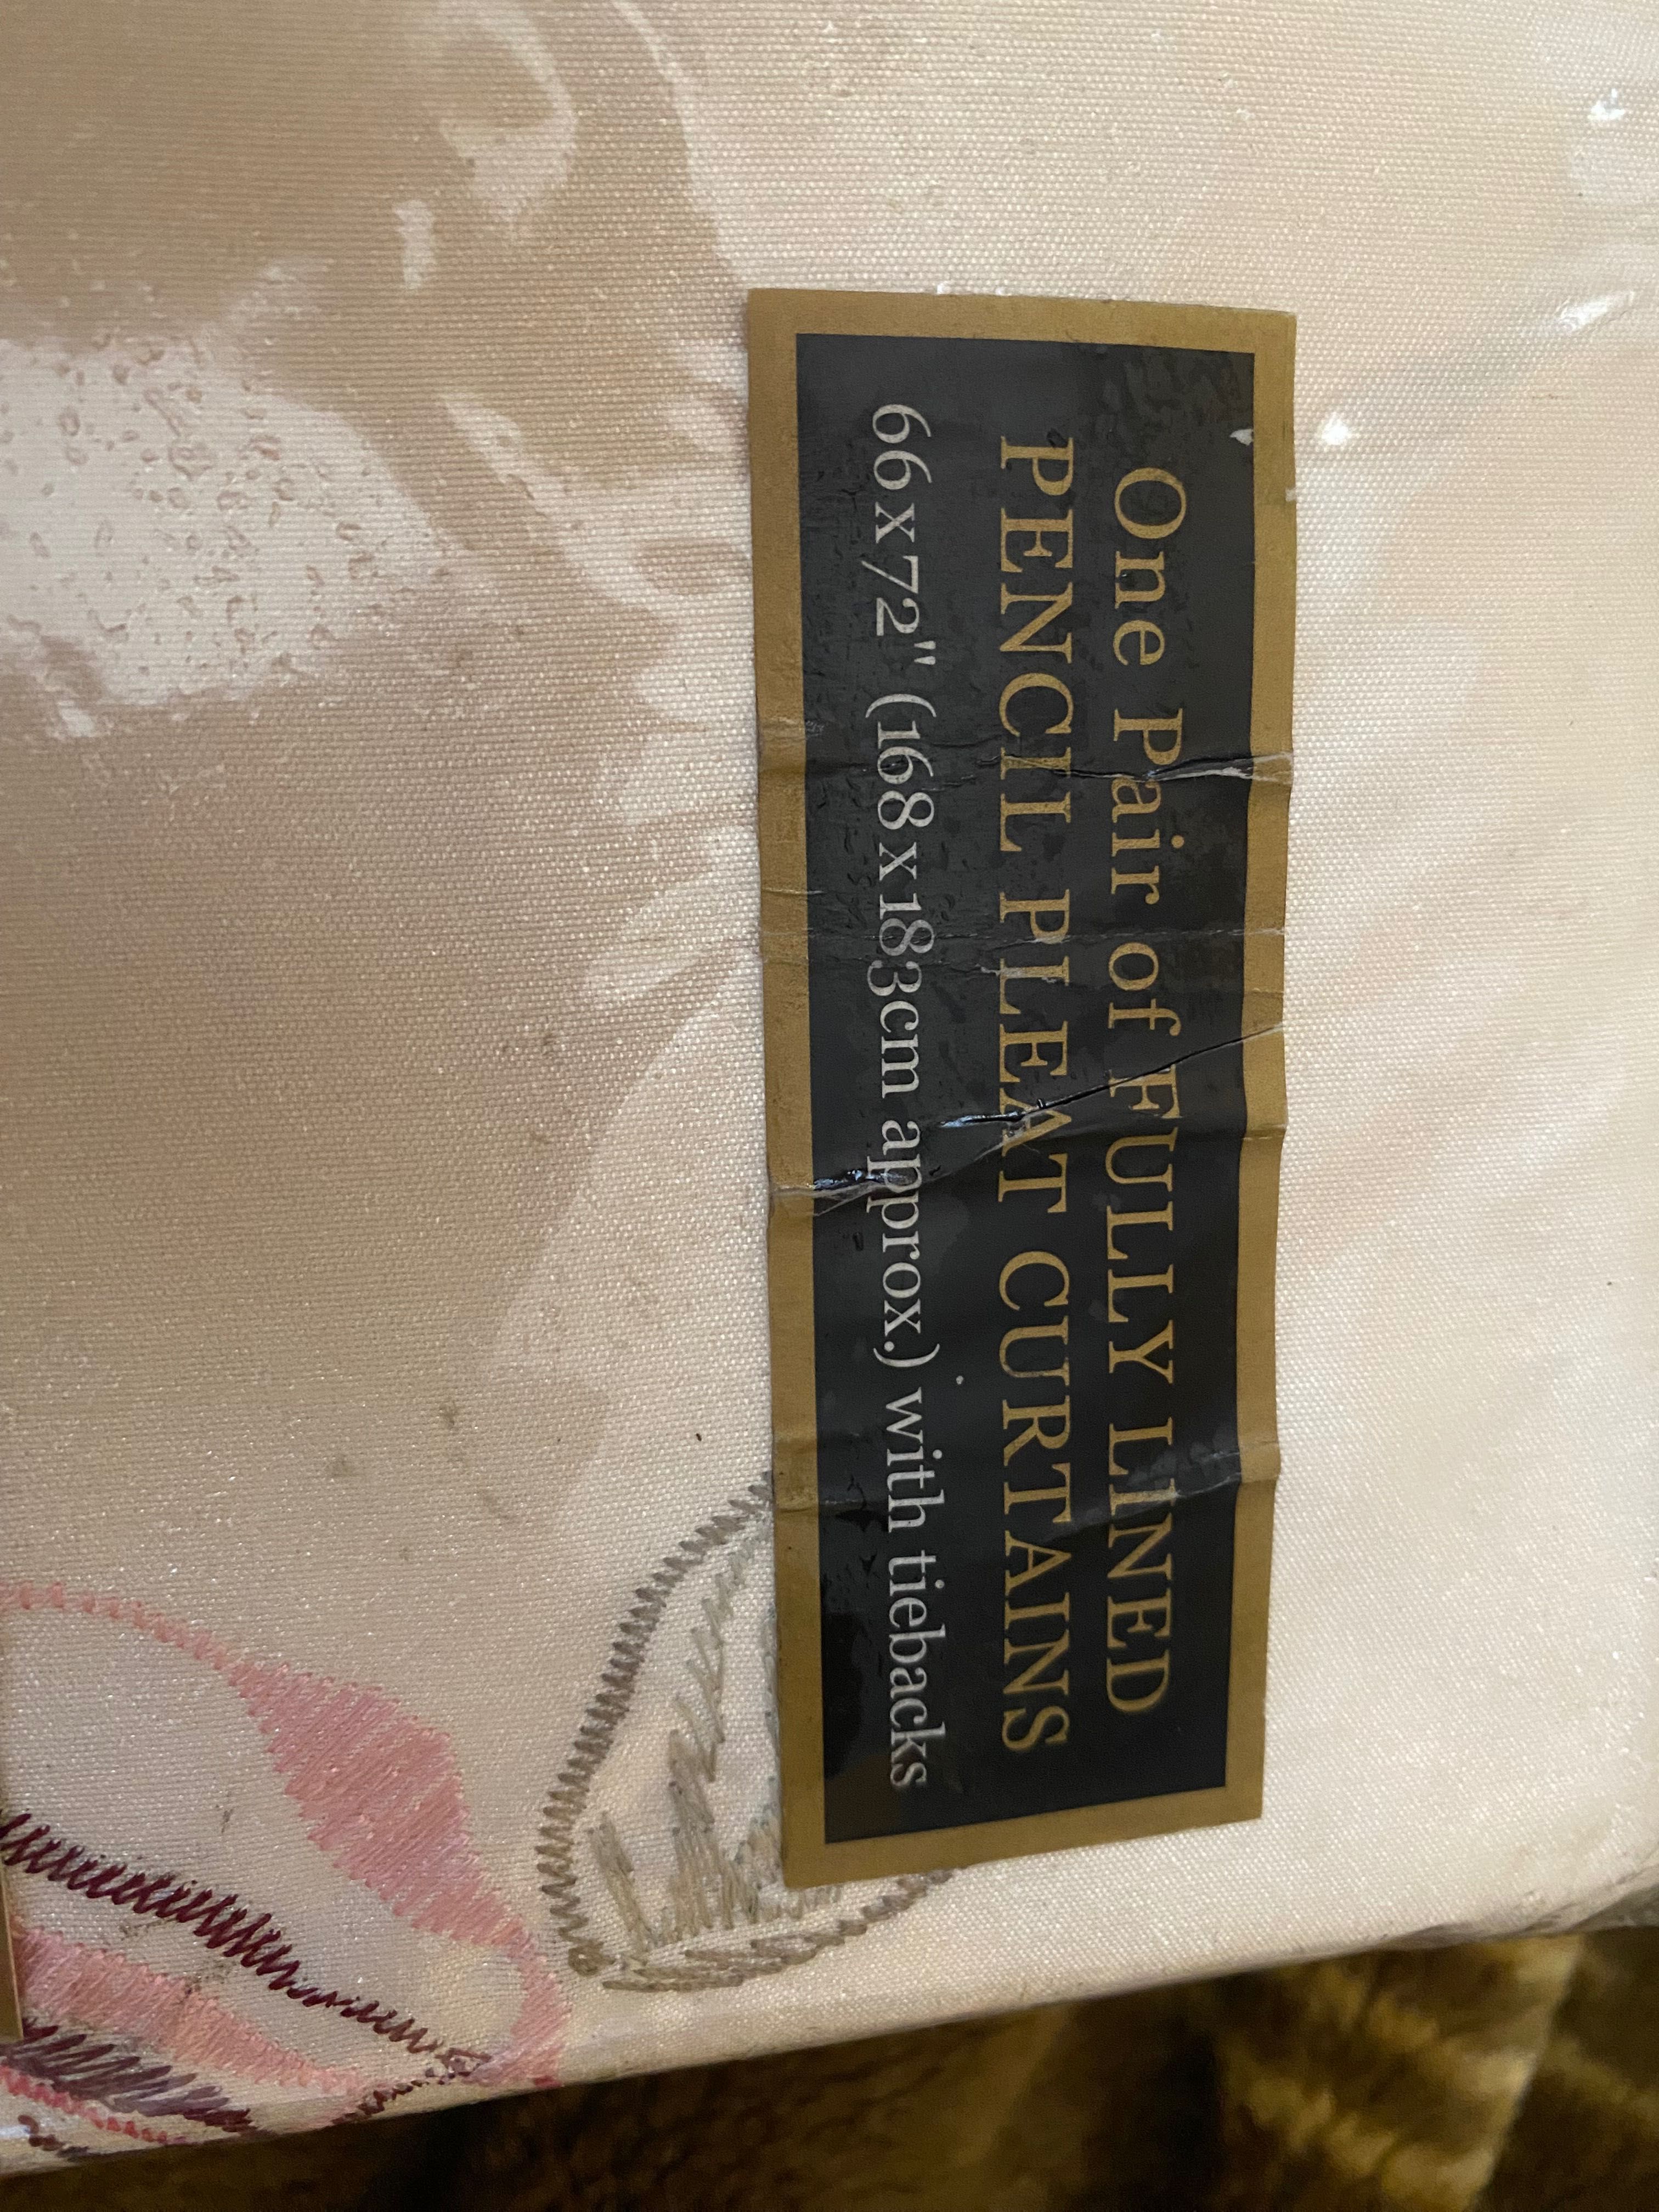 One Pair of FULLY LINED
PENCIL PLEAT CURTAINS
66 x 72" (168 x 183cm approx.) with tiebacks